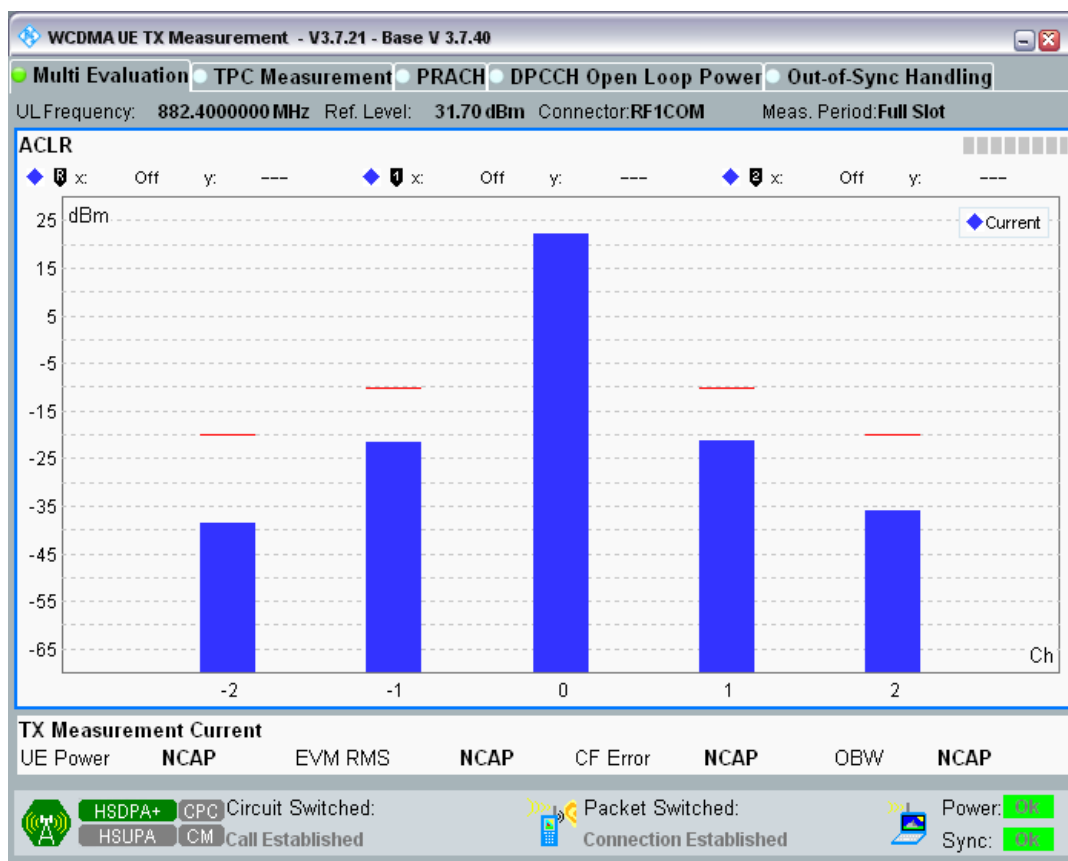 WCDMA UE TX Measurement - V3.7.21 - Base V 3.7.40
Multi Evaluation TPC Measurement PRACH DPCCH Open Loop Power Out-of-Sync Handling
UL Frequency: 882.4000000 MHz Ref. Level: 31.70 dBm Connector:RF1COM Meas. Period:Full Slot
ACLR
R x: Off y: --- 1 x: Off y: --- 2 x: Off y: ---
dBm
Current
25
15
5
-5
-15
-25
-35
-45
-55
-65
Ch
-2 -1 0 1 2
TX Measurement Current
UE Power NCAP EVM RMS NCAP CF Error NCAP OBW NCAP
HSDPA+ CPC Circuit Switched: Packet Switched: Power: Ok
HSUPA CM Call Established Connection Established Sync: Ok